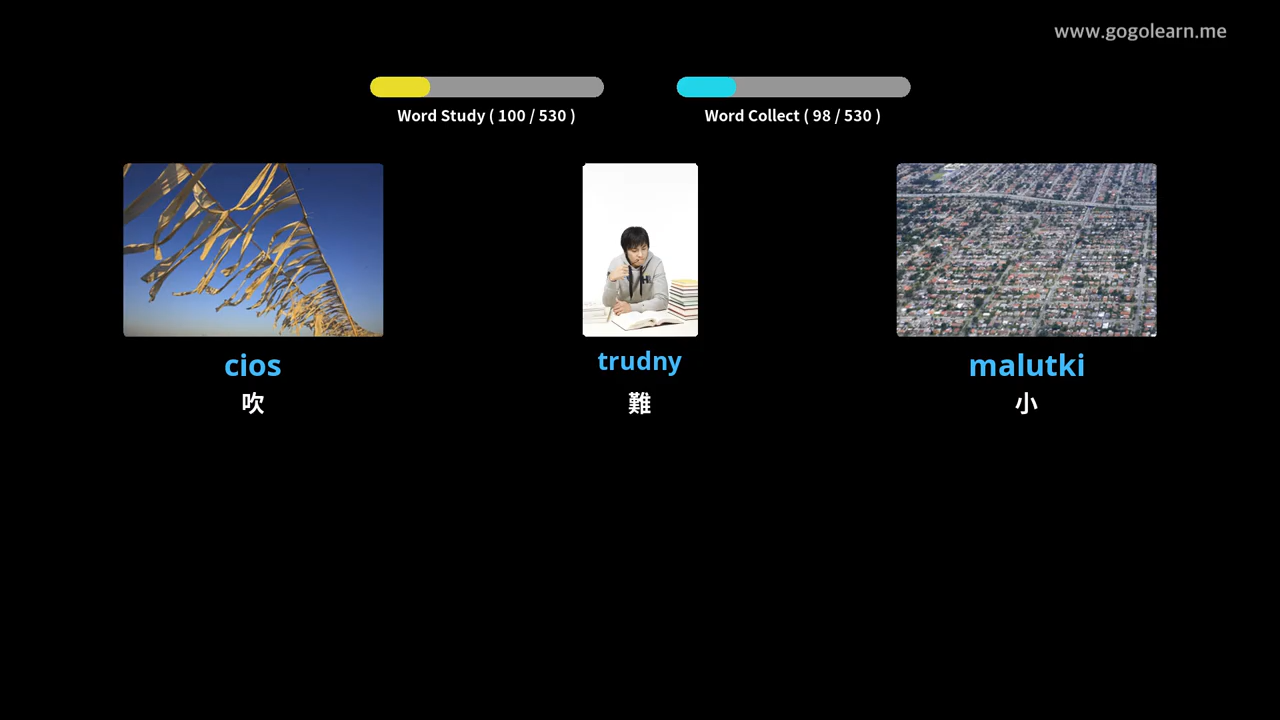 www.gogolearn.me
Word Study ( 100 / 530 )
Word Collect ( 98 / 530 )
cios
trudny
malutki
吹
難
小